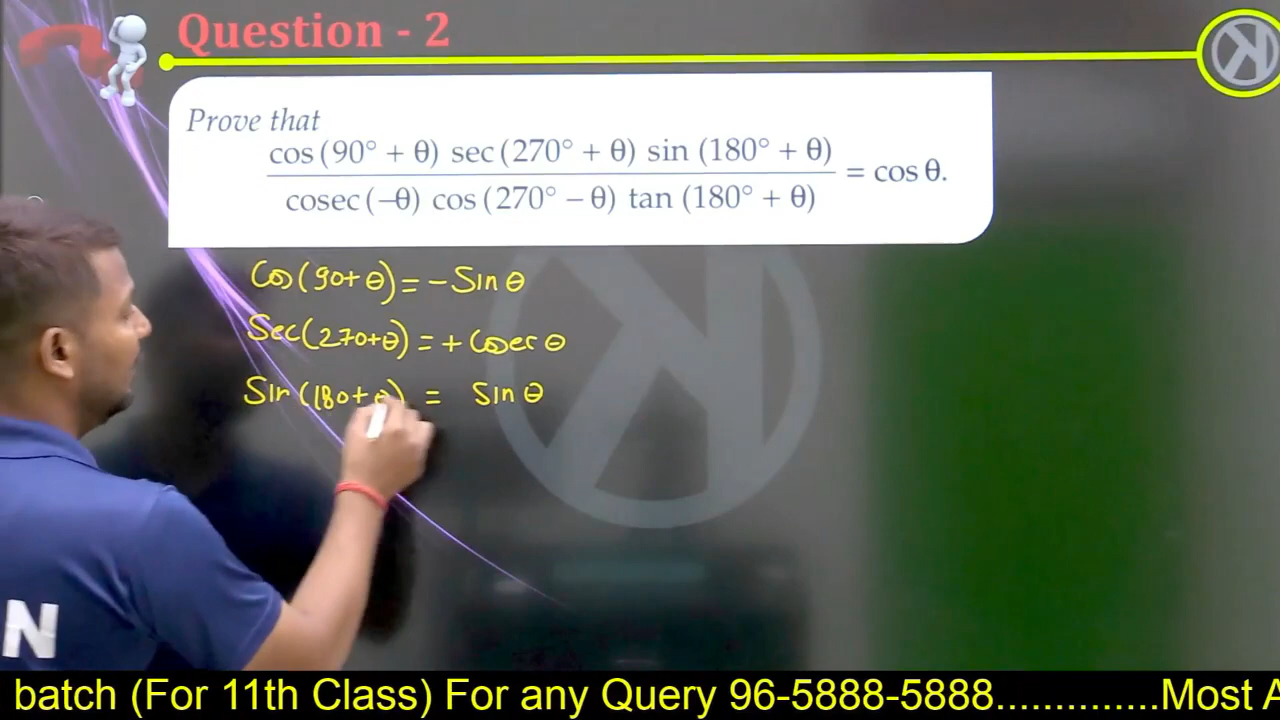 Question - 2
Prove that
cos (90° + θ) sec (270° + θ) sin (180° + θ)
cosec (–θ) cos (270° – θ) tan (180° + θ)
= cos θ.
Cos(90+θ) = - Sin θ
Sec(270+θ) = + Cosec θ
Sin (180+θ) = Sin θ
N
batch (For 11th Class) For any Query 96-5888-5888..............Most A